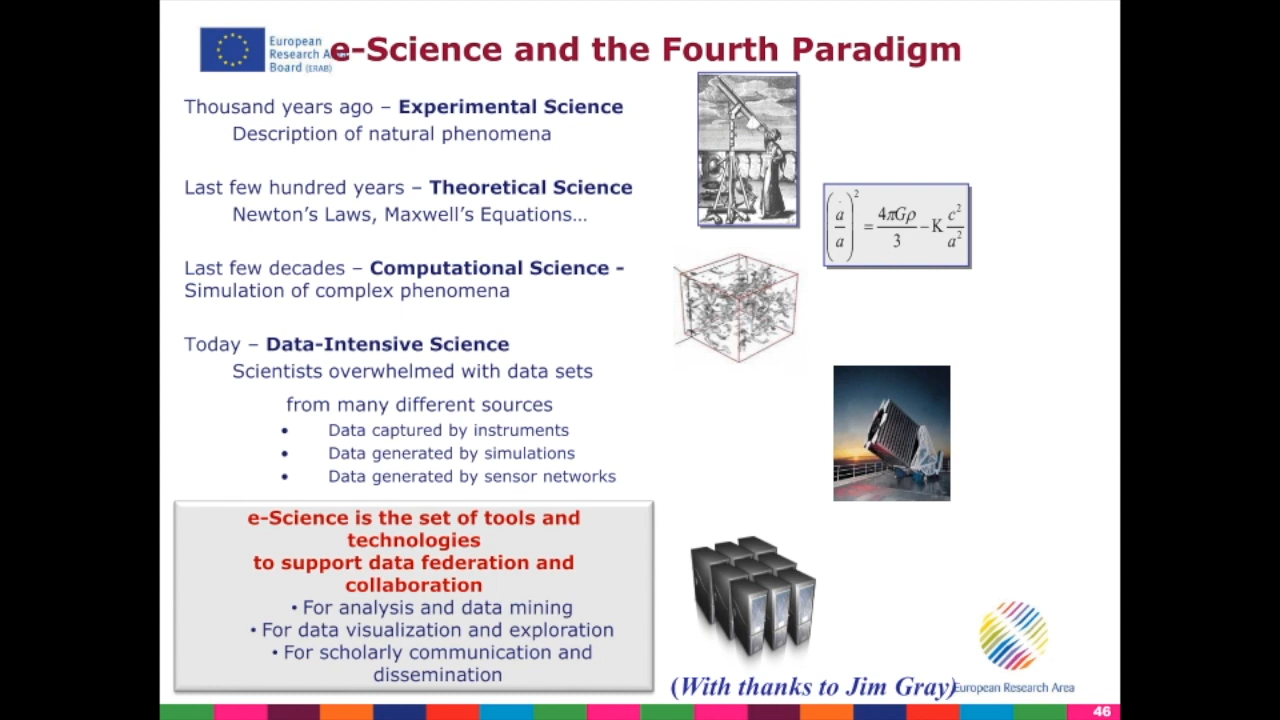 European
Research A
Board (ERAB)
e-Science and the Fourth Paradigm
Thousand years ago – Experimental Science
Description of natural phenomena
Last few hundred years – Theoretical Science
Newton's Laws, Maxwell's Equations…
Last few decades – Computational Science -
Simulation of complex phenomena
Today – Data-Intensive Science
Scientists overwhelmed with data sets
from many different sources
• Data captured by instruments
• Data generated by simulations
• Data generated by sensor networks
e-Science is the set of tools and
technologies
to support data federation and
collaboration
• For analysis and data mining
• For data visualization and exploration
• For scholarly communication and
dissemination
(ȧ/a)² = 4πGρ/3 − K c²/a²
(With thanks to Jim Gray)
European Research Area
46